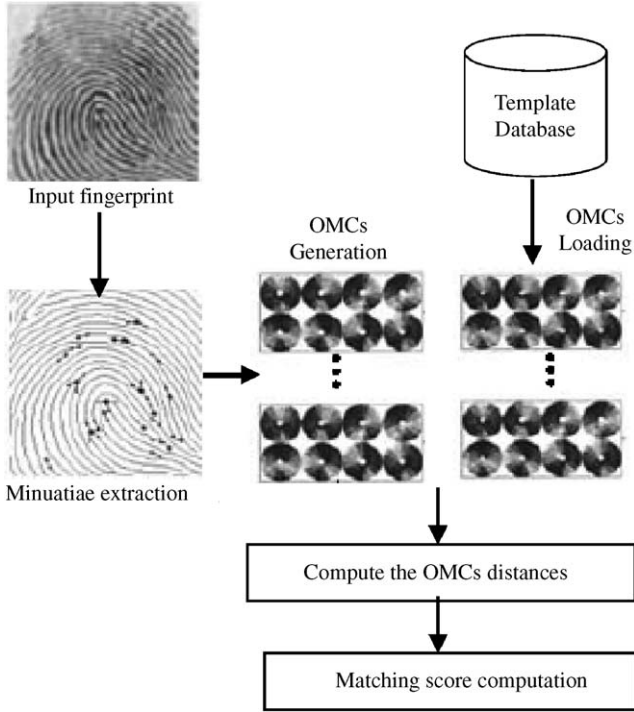 Template
Database
Input fingerprint
OMCs
Loading
OMCs
Generation
Minuatiae extraction
Compute the OMCs distances
Matching score computation